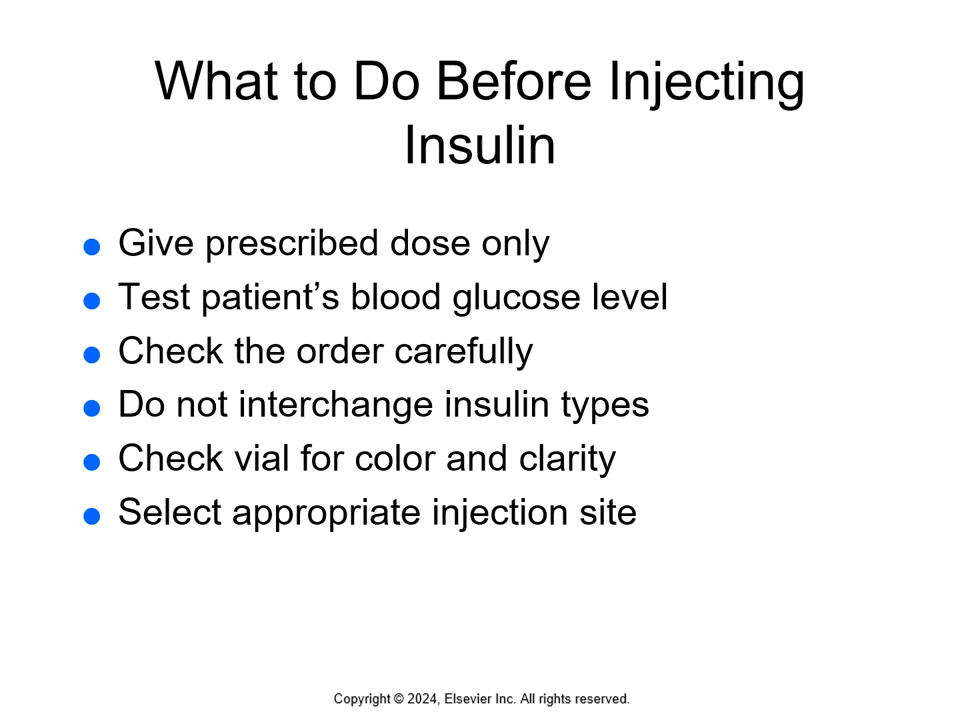 What to Do Before Injecting
Insulin
● Give prescribed dose only
● Test patient’s blood glucose level
● Check the order carefully
● Do not interchange insulin types
● Check vial for color and clarity
● Select appropriate injection site
Copyright © 2024, Elsevier Inc. All rights reserved.